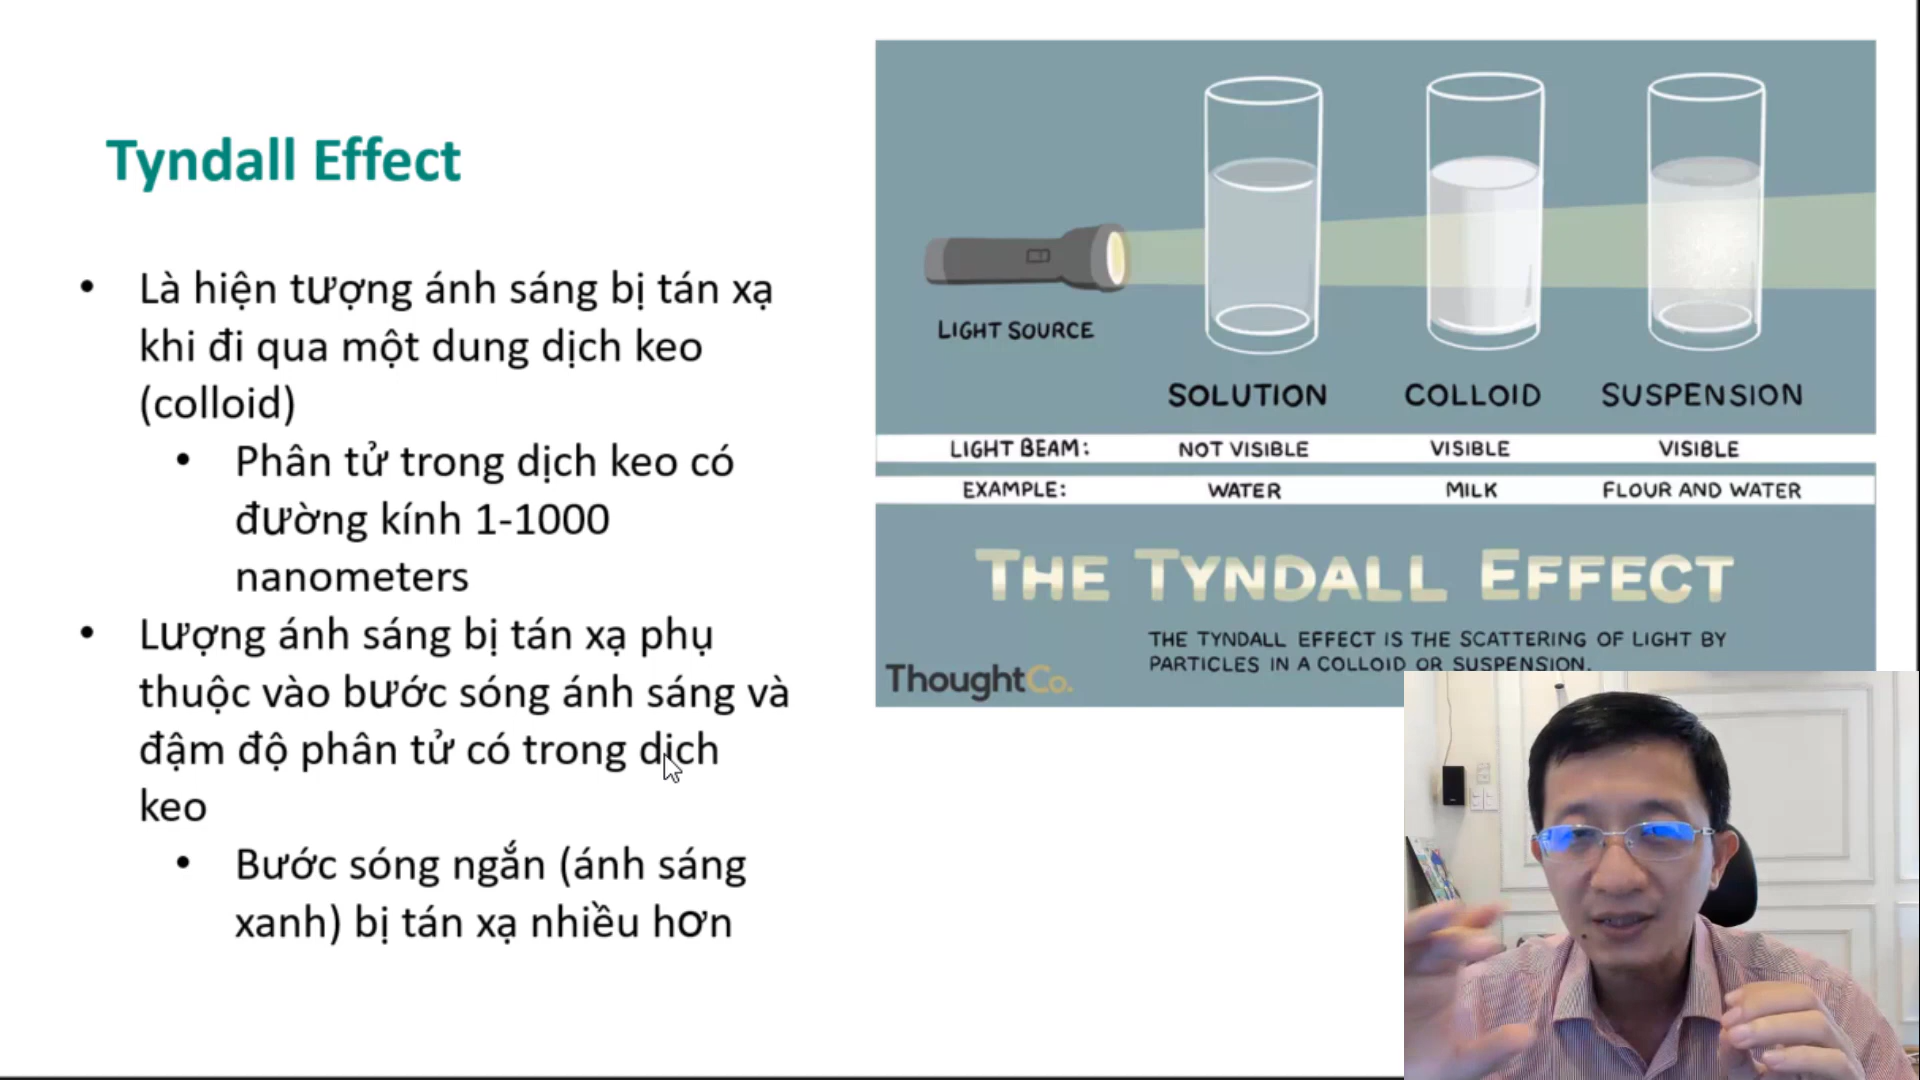 Tyndall Effect
• Là hiện tượng ánh sáng bị tán xạ
khi đi qua một dung dịch keo
(colloid)
• Phân tử trong dịch keo có
đường kính 1-1000
nanometers
• Lượng ánh sáng bị tán xạ phụ
thuộc vào bước sóng ánh sáng và
đậm độ phân tử có trong dịch
keo
• Bước sóng ngắn (ánh sáng
xanh) bị tán xạ nhiều hơn
LIGHT SOURCE
SOLUTION COLLOID SUSPENSION
LIGHT BEAM: NOT VISIBLE VISIBLE VISIBLE
EXAMPLE: WATER MILK FLOUR AND WATER
THE TYNDALL EFFECT
THE TYNDALL EFFECT IS THE SCATTERING OF LIGHT BY
PARTICLES IN A COLLOID OR SUSPENSION.
ThoughtCo.